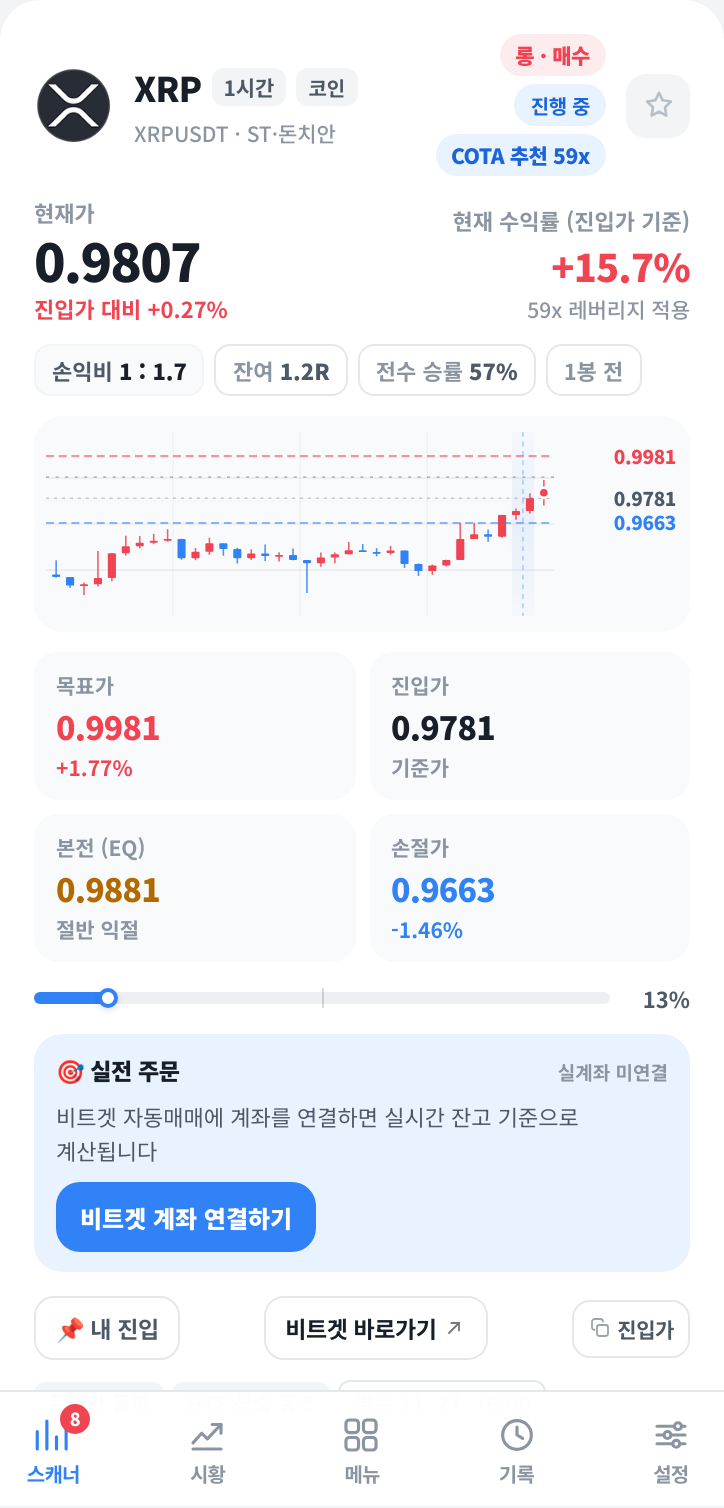 롱 · 매수
XRP 1시간 코인
진행 중
XRPUSDT · ST·돈치안
COTA 추천 59x
현재가
현재 수익률 (진입가 기준)
0.9807
+15.7%
진입가 대비 +0.27%
59x 레버리지 적용
손익비 1 : 1.7
잔여 1.2R
전수 승률 57%
1봉 전
0.9981
0.9781
0.9663
목표가
0.9981
+1.77%
진입가
0.9781
기준가
본전 (EQ)
0.9881
절반 익절
손절가
0.9663
-1.46%
13%
🎯 실전 주문
실계좌 미연결
비트겟 자동매매에 계좌를 연결하면 실시간 잔고 기준으로
계산됩니다
비트겟 계좌 연결하기
📌 내 진입
비트겟 바로가기 ↗
진입가
8
스캐너
시황
메뉴
기록
설정